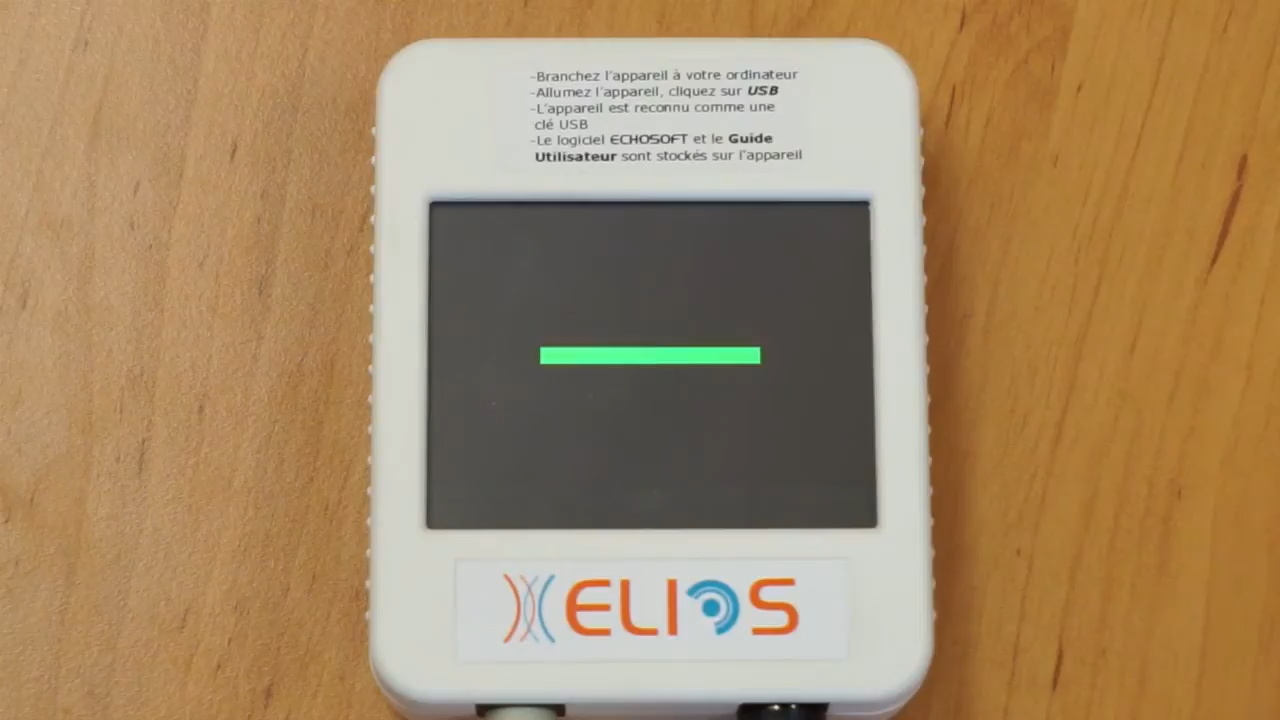 -Branchez l'appareil à votre ordinateur
-Allumez l'appareil, cliquez sur USB
-L'appareil est reconnu comme une
clé USB
-Le logiciel ECHOSOFT et le Guide
Utilisateur sont stockés sur l'appareil
ELIOS